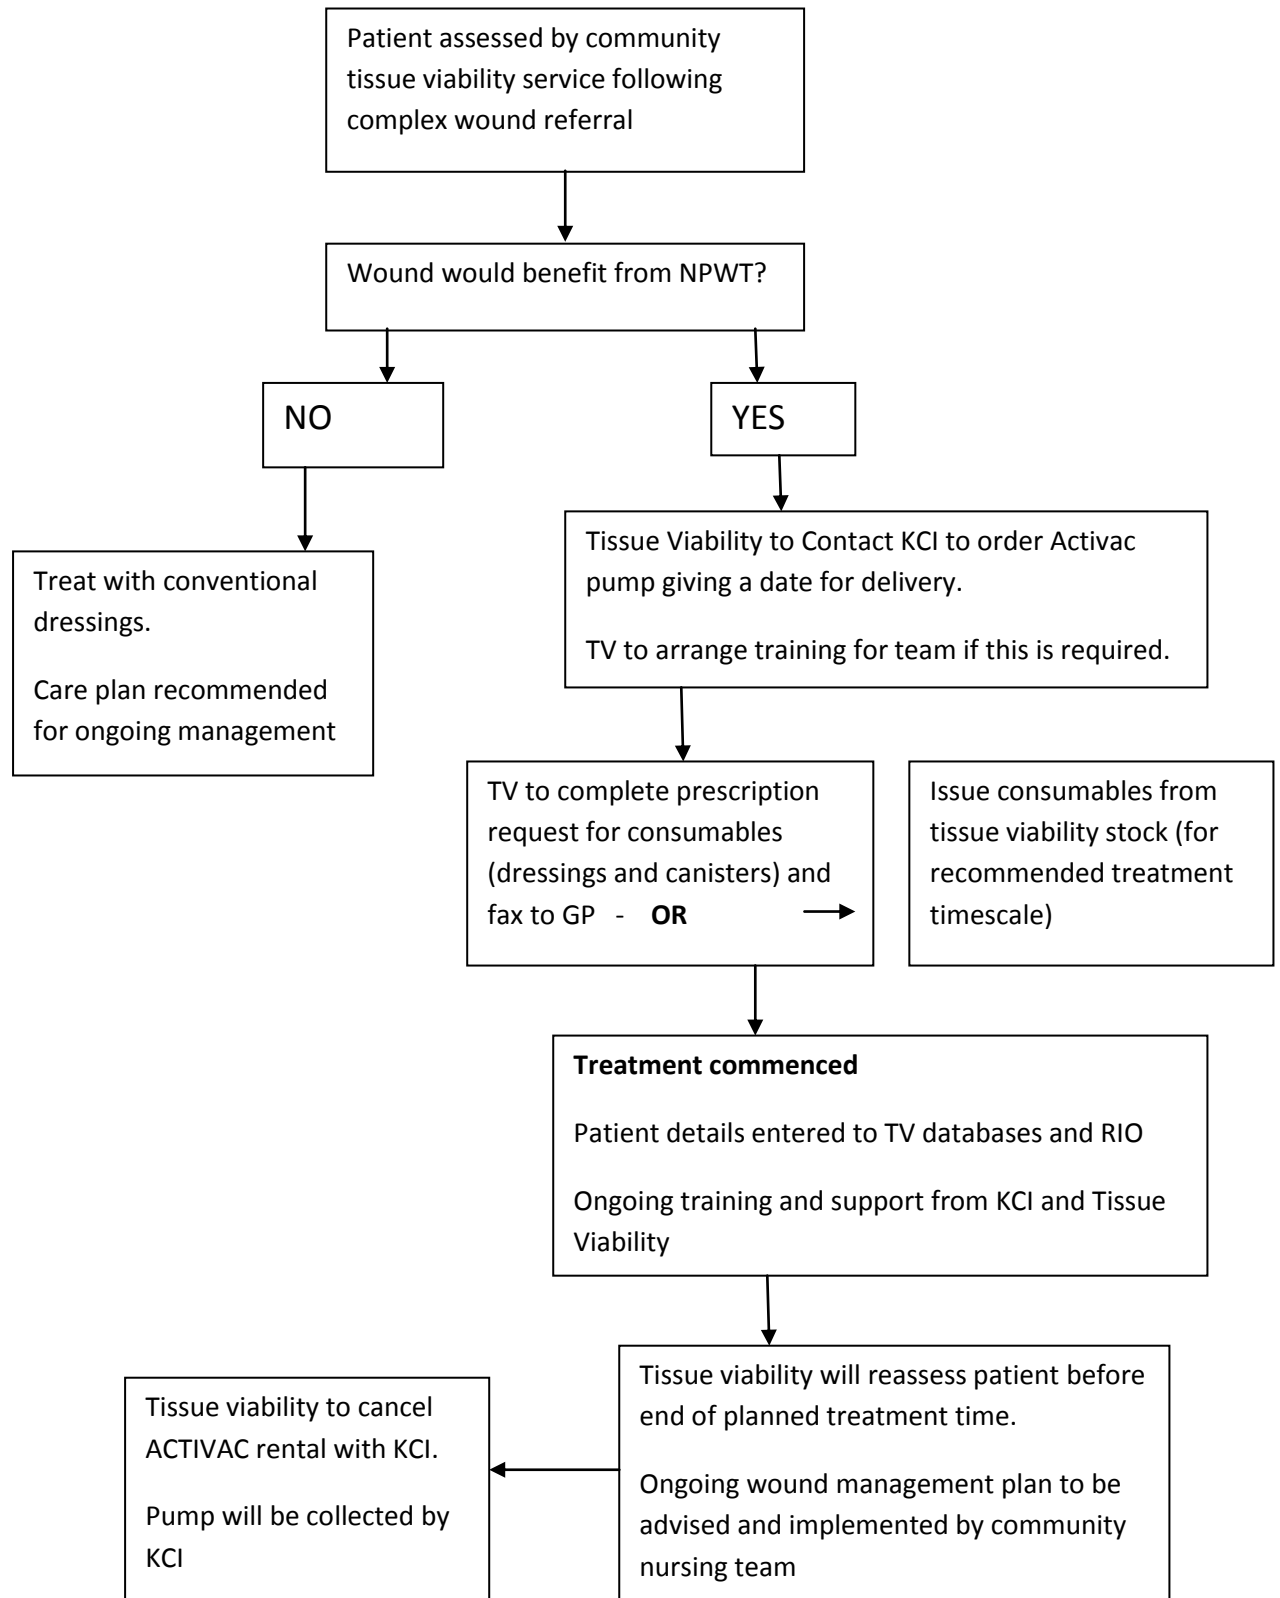 Patient assessed by community
tissue viability service following
complex wound referral
Wound would benefit from NPWT?
NO
YES
Treat with conventional
dressings.
Care plan recommended
for ongoing management
Tissue Viability to Contact KCI to order Activac
pump giving a date for delivery.
TV to arrange training for team if this is required.
TV to complete prescription
request for consumables
(dressings and canisters) and
fax to GP - OR
Issue consumables from
tissue viability stock (for
recommended treatment
timescale)
Treatment commenced
Patient details entered to TV databases and RIO
Ongoing training and support from KCI and Tissue
Viability
Tissue viability will reassess patient before
end of planned treatment time.
Ongoing wound management plan to be
advised and implemented by community
nursing team
Tissue viability to cancel
ACTIVAC rental with KCI.
Pump will be collected by
KCI